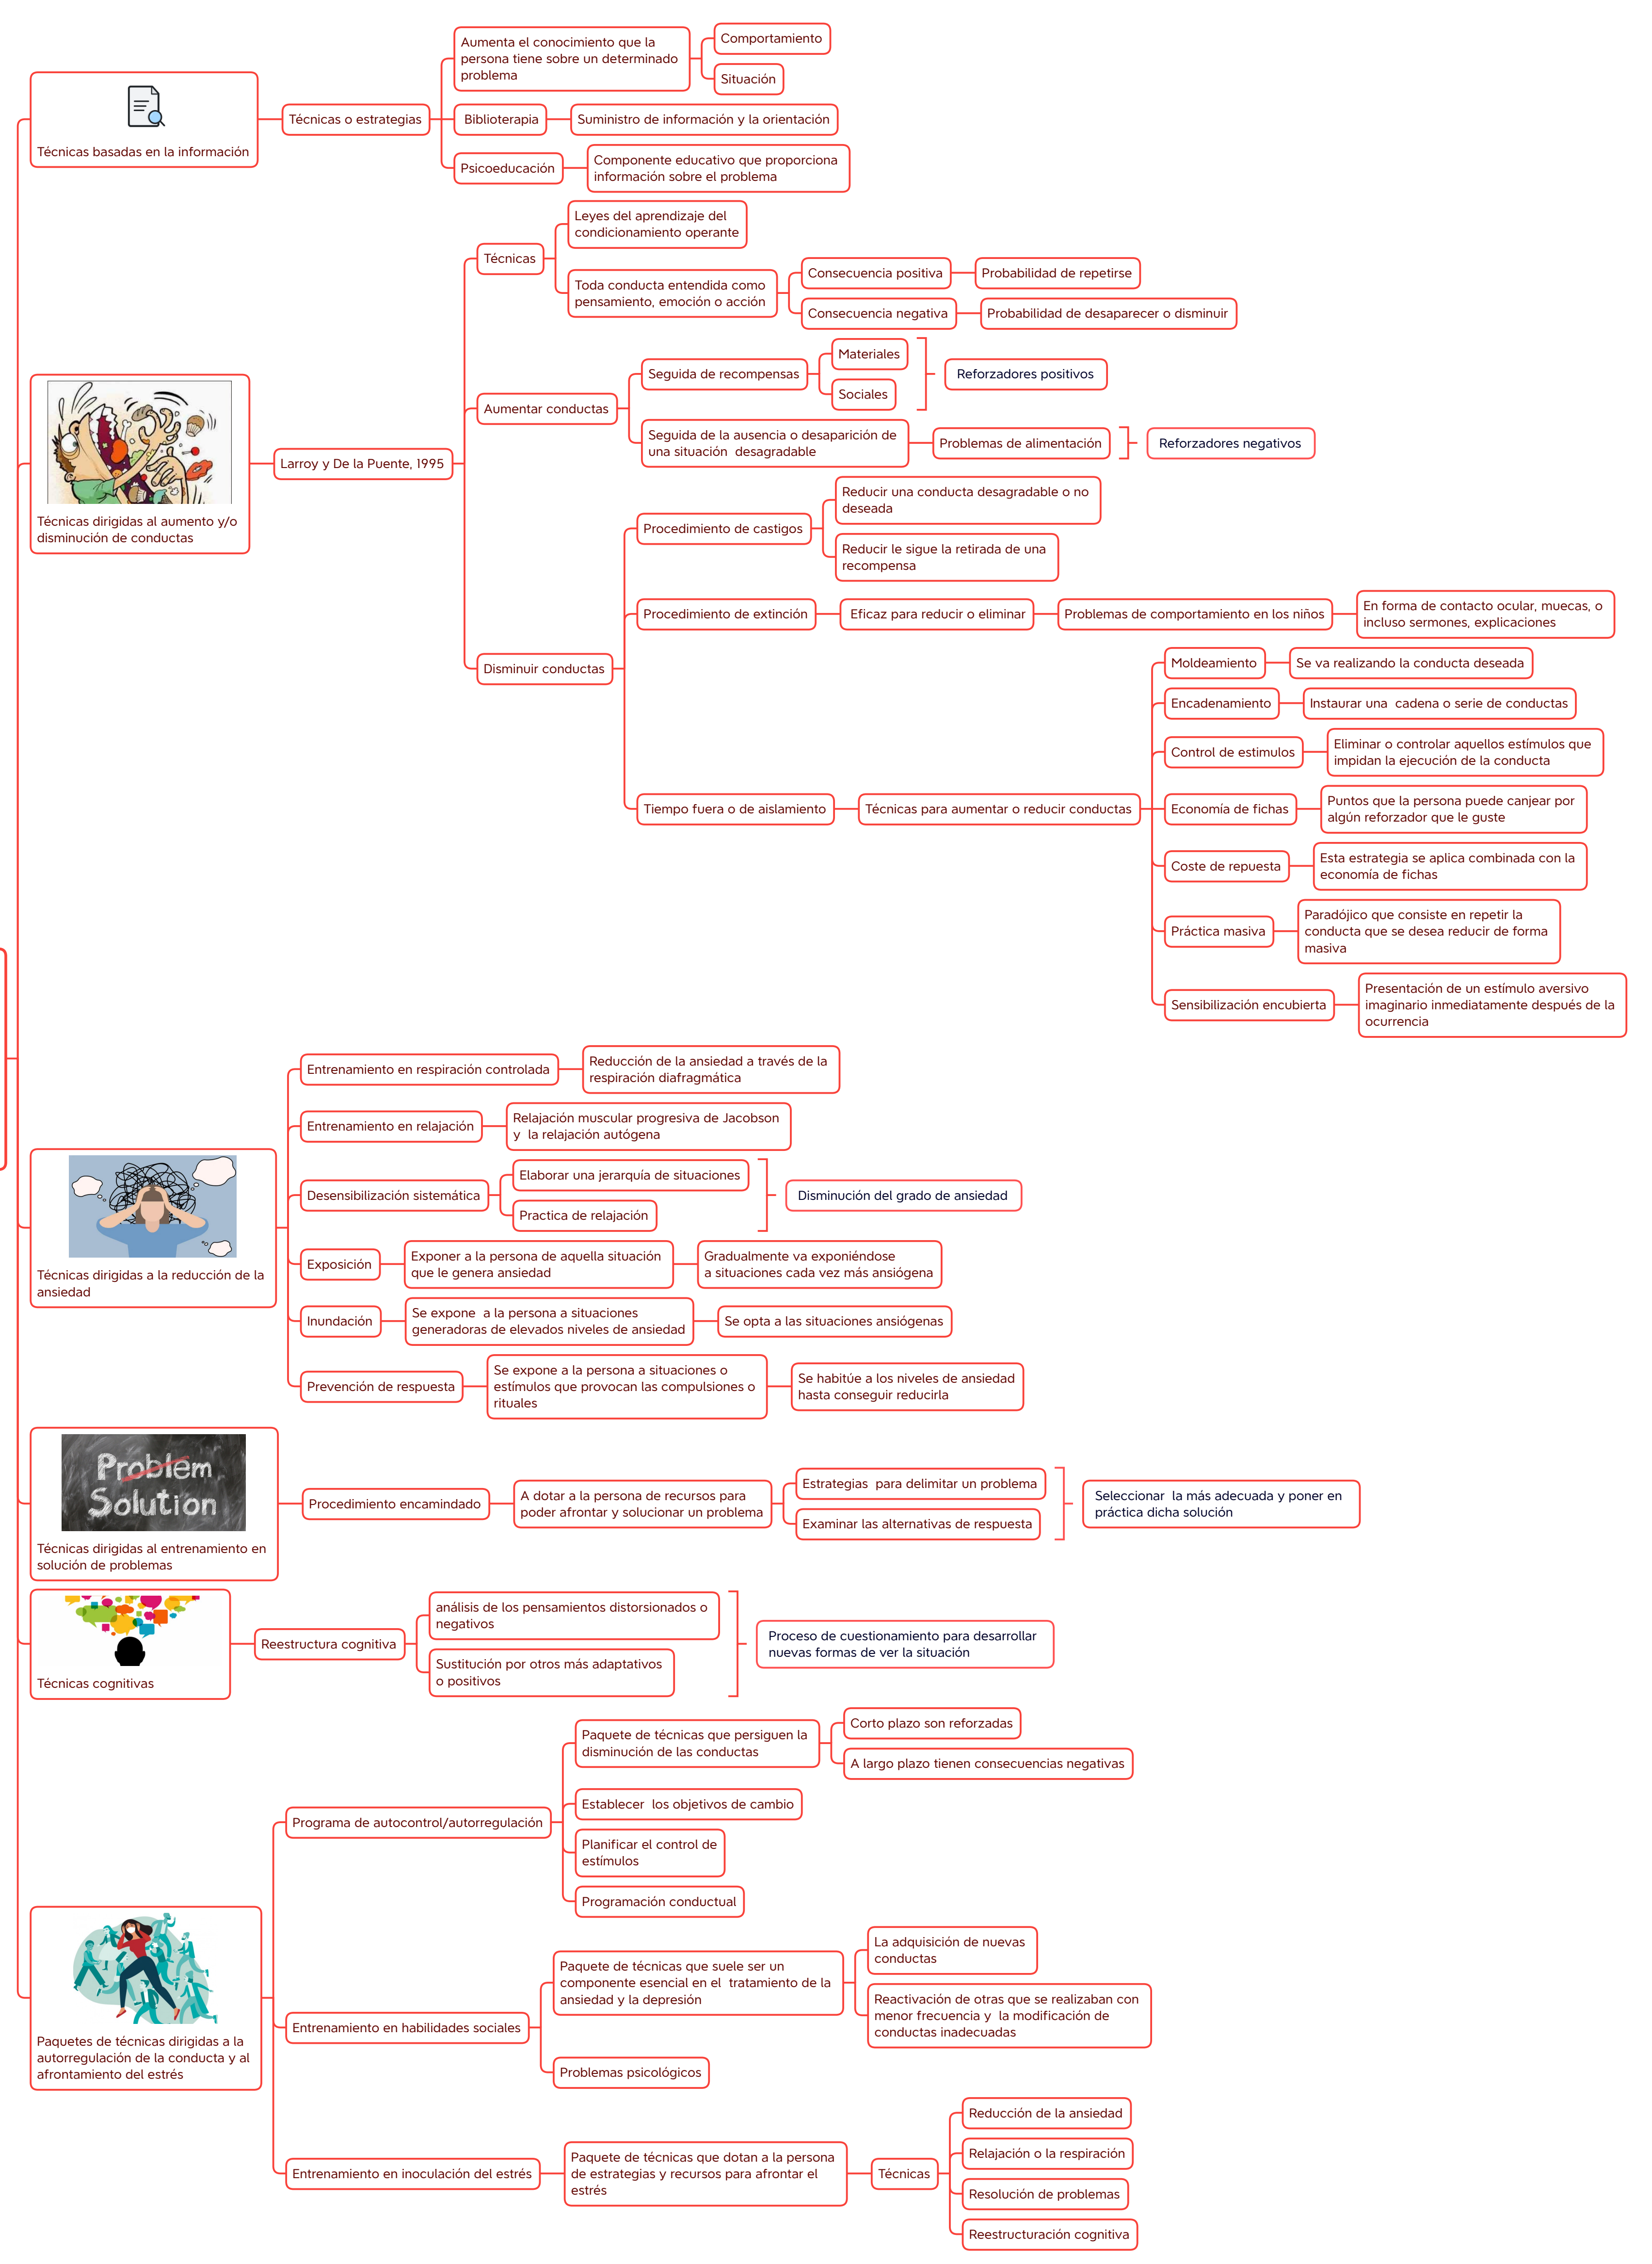 Técnicas basadas en la información
Técnicas o estrategias
Aumenta el conocimiento que la
persona tiene sobre un determinado
problema
Comportamiento
Situación
Biblioterapia
Suministro de información y la orientación
Psicoeducación
Componente educativo que proporciona
información sobre el problema
Técnicas dirigidas al aumento y/o
disminución de conductas
Larroy y De la Puente, 1995
Técnicas
Leyes del aprendizaje del
condicionamiento operante
Toda conducta entendida como
pensamiento, emoción o acción
Consecuencia positiva
Probabilidad de repetirse
Consecuencia negativa
Probabilidad de desaparecer o disminuir
Aumentar conductas
Seguida de recompensas
Materiales
Sociales
Reforzadores positivos
Seguida de la ausencia o desaparición de
una situación  desagradable
Problemas de alimentación
Reforzadores negativos
Disminuir conductas
Procedimiento de castigos
Reducir una conducta desagradable o no
deseada
Reducir le sigue la retirada de una
recompensa
Procedimiento de extinción
Eficaz para reducir o eliminar
Problemas de comportamiento en los niños
En forma de contacto ocular, muecas, o
incluso sermones, explicaciones
Tiempo fuera o de aislamiento
Técnicas para aumentar o reducir conductas
Moldeamiento
Se va realizando la conducta deseada
Encadenamiento
Instaurar una  cadena o serie de conductas
Control de estimulos
Eliminar o controlar aquellos estímulos que
impidan la ejecución de la conducta
Economía de fichas
Puntos que la persona puede canjear por
algún reforzador que le guste
Coste de repuesta
Esta estrategia se aplica combinada con la
economía de fichas
Práctica masiva
Paradójico que consiste en repetir la
conducta que se desea reducir de forma
masiva
Sensibilización encubierta
Presentación de un estímulo aversivo
imaginario inmediatamente después de la
ocurrencia
Técnicas dirigidas a la reducción de la
ansiedad
Entrenamiento en respiración controlada
Reducción de la ansiedad a través de la
respiración diafragmática
Entrenamiento en relajación
Relajación muscular progresiva de Jacobson
y  la relajación autógena
Desensibilización sistemática
Elaborar una jerarquía de situaciones
Practica de relajación
Disminución del grado de ansiedad
Exposición
Exponer a la persona de aquella situación
que le genera ansiedad
Gradualmente va exponiéndose
a situaciones cada vez más ansiógena
Inundación
Se expone  a la persona a situaciones
generadoras de elevados niveles de ansiedad
Se opta a las situaciones ansiógenas
Prevención de respuesta
Se expone a la persona a situaciones o
estímulos que provocan las compulsiones o
rituales
Se habitúe a los niveles de ansiedad
hasta conseguir reducirla
Problem
Solution
Técnicas dirigidas al entrenamiento en
solución de problemas
Procedimiento encamindado
A dotar a la persona de recursos para
poder afrontar y solucionar un problema
Estrategias  para delimitar un problema
Examinar las alternativas de respuesta
Seleccionar  la más adecuada y poner en
práctica dicha solución
Técnicas cognitivas
Reestructura cognitiva
análisis de los pensamientos distorsionados o
negativos
Sustitución por otros más adaptativos
o positivos
Proceso de cuestionamiento para desarrollar
nuevas formas de ver la situación
Paquetes de técnicas dirigidas a la
autorregulación de la conducta y al
afrontamiento del estrés
Programa de autocontrol/autorregulación
Paquete de técnicas que persiguen la
disminución de las conductas
Corto plazo son reforzadas
A largo plazo tienen consecuencias negativas
Establecer  los objetivos de cambio
Planificar el control de
estímulos
Programación conductual
Entrenamiento en habilidades sociales
Paquete de técnicas que suele ser un
componente esencial en el  tratamiento de la
ansiedad y la depresión
La adquisición de nuevas
conductas
Reactivación de otras que se realizaban con
menor frecuencia y  la modificación de
conductas inadecuadas
Problemas psicológicos
Entrenamiento en inoculación del estrés
Paquete de técnicas que dotan a la persona
de estrategias y recursos para afrontar el
estrés
Técnicas
Reducción de la ansiedad
Relajación o la respiración
Resolución de problemas
Reestructuración cognitiva